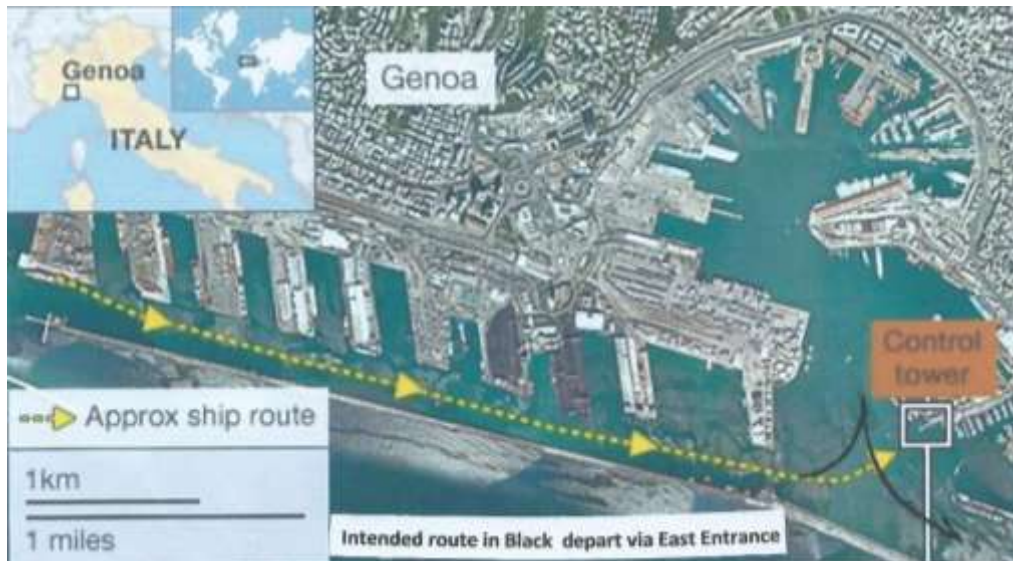 Genoa
ITALY
Genoa
Control
tower
Approx ship route
1km
1 miles
Intended route in Black depart via East Entrance